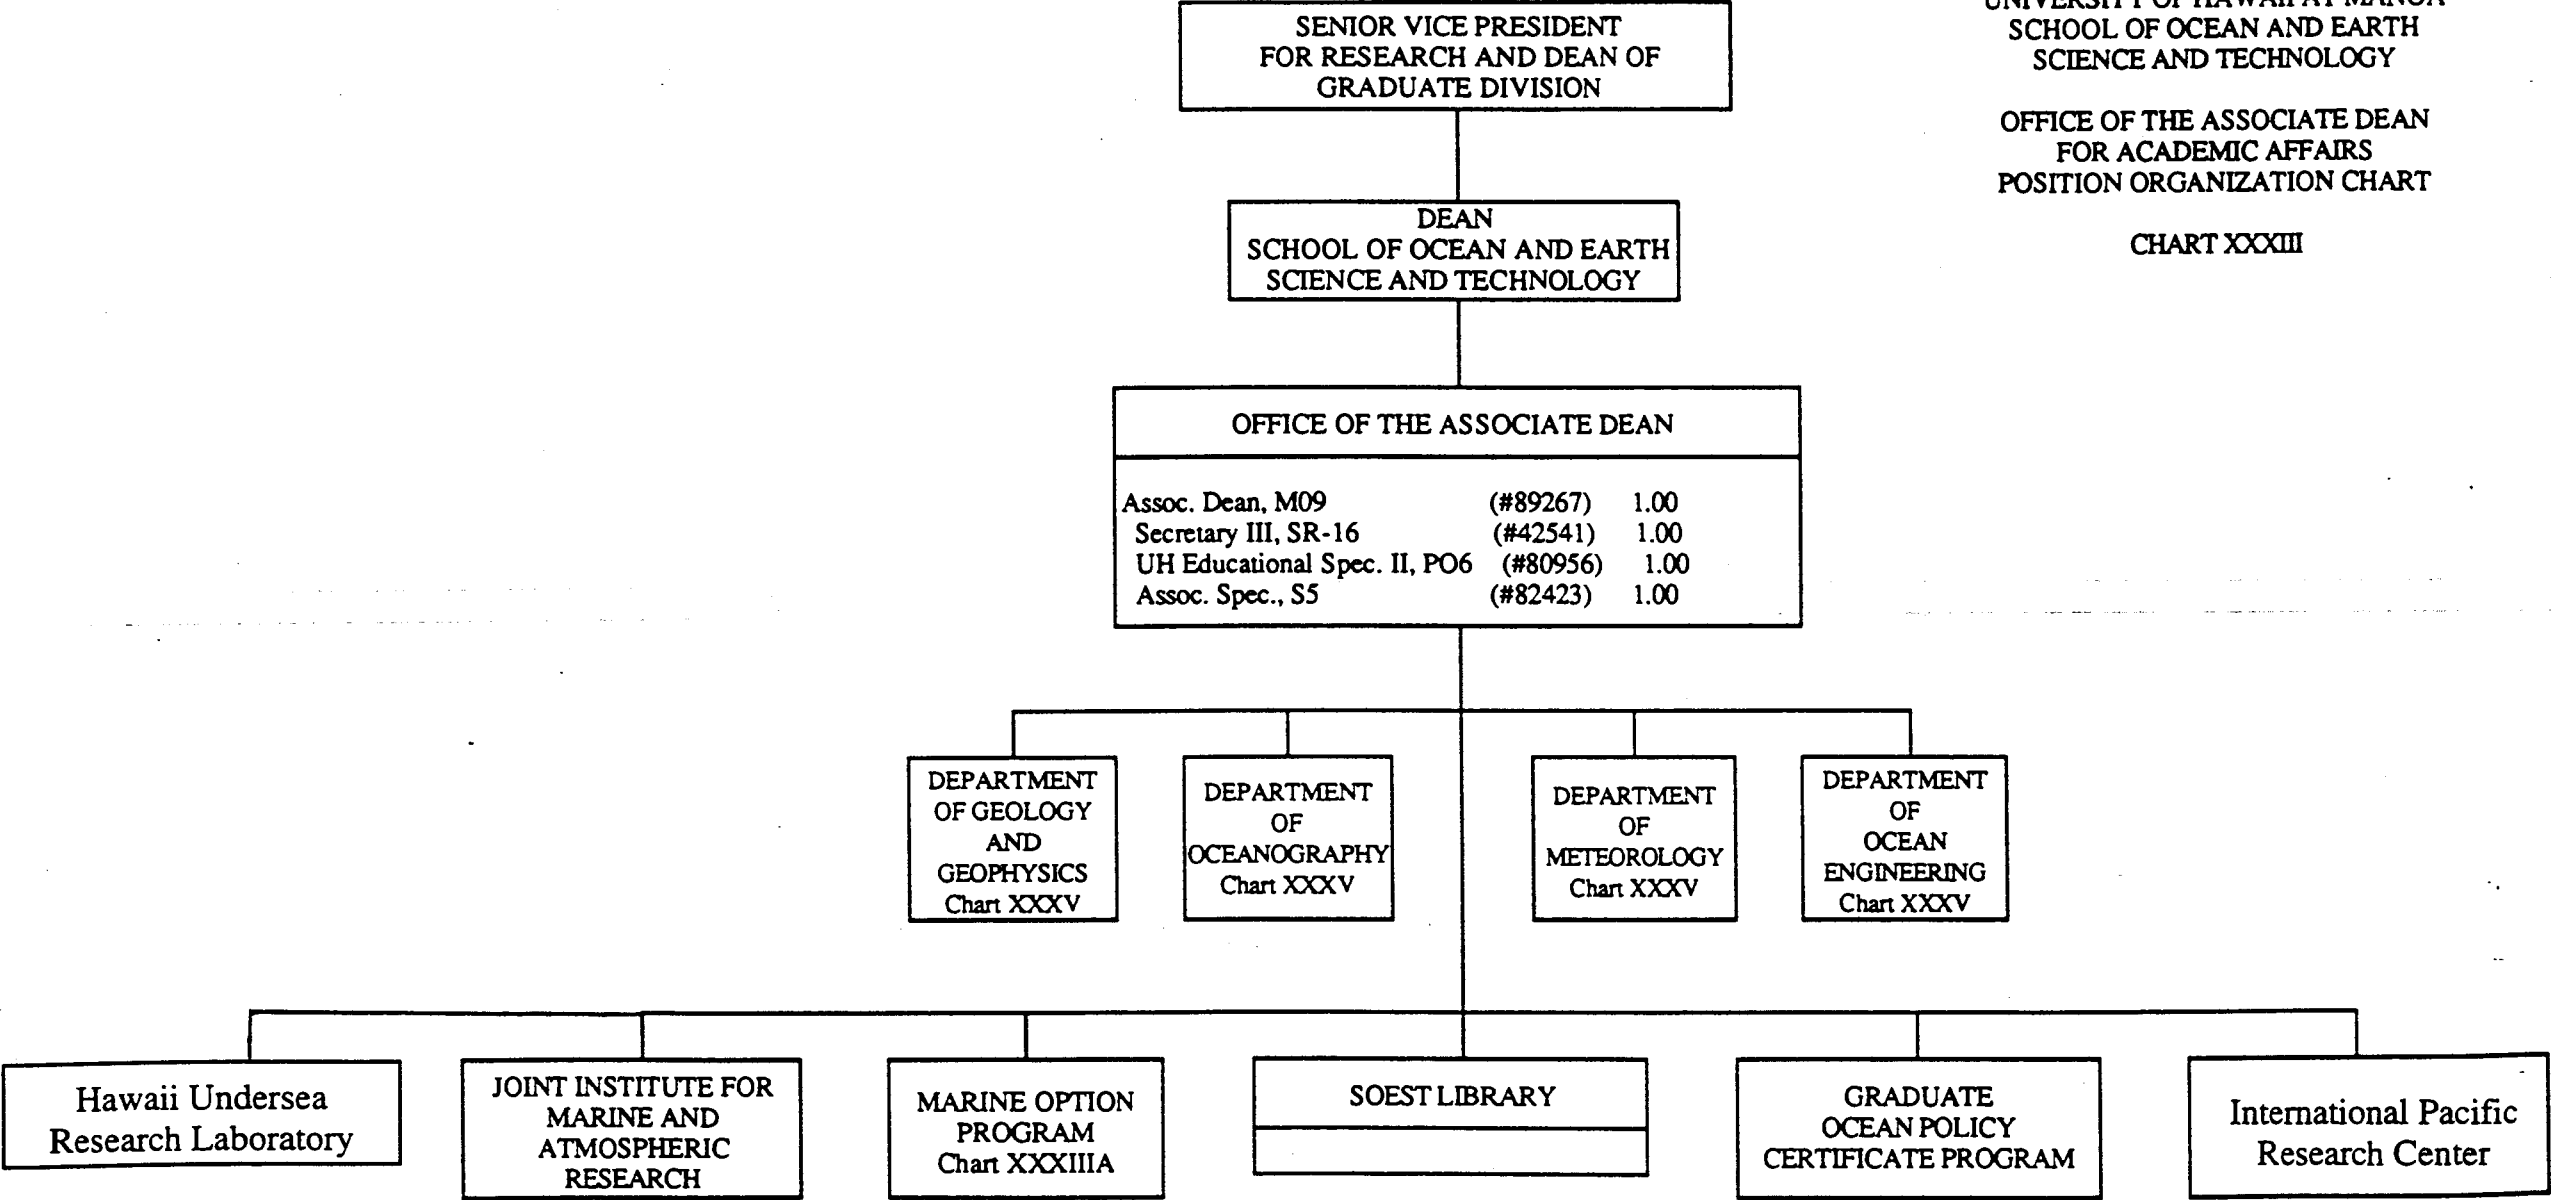 SENIOR VICE PRESIDENT
FOR RESEARCH AND DEAN OF
GRADUATE DIVISION
UNIVERSITY OF HAWAII AT MANOA
SCHOOL OF OCEAN AND EARTH
SCIENCE AND TECHNOLOGY
OFFICE OF THE ASSOCIATE DEAN
FOR ACADEMIC AFFAIRS
POSITION ORGANIZATION CHART
CHART XXXIII
DEAN
SCHOOL OF OCEAN AND EARTH
SCIENCE AND TECHNOLOGY
OFFICE OF THE ASSOCIATE DEAN
Assoc. Dean, M09 (#89267) 1.00
Secretary III, SR-16 (#42541) 1.00
UH Educational Spec. II, PO6 (#80956) 1.00
Assoc. Spec., S5 (#82423) 1.00
DEPARTMENT
OF GEOLOGY
AND
GEOPHYSICS
Chart XXXV
DEPARTMENT
OF
OCEANOGRAPHY
Chart XXXV
DEPARTMENT
OF
METEOROLOGY
Chart XXXV
DEPARTMENT
OF
OCEAN
ENGINEERING
Chart XXXV
Hawaii Undersea
Research Laboratory
JOINT INSTITUTE FOR
MARINE AND
ATMOSPHERIC
RESEARCH
MARINE OPTION
PROGRAM
Chart XXXIIIA
SOEST LIBRARY
GRADUATE
OCEAN POLICY
CERTIFICATE PROGRAM
International Pacific
Research Center